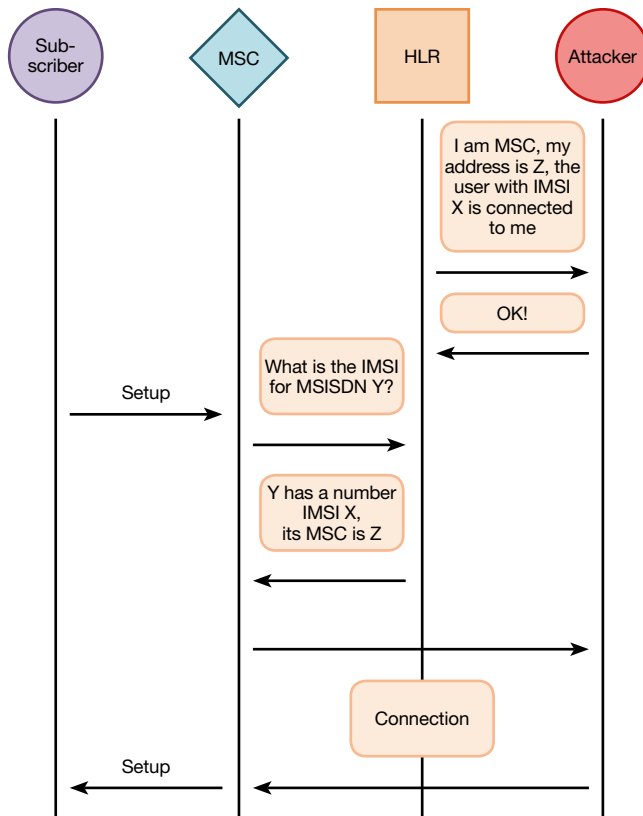 Sub-
scriber
MSC
HLR
Attacker
I am MSC, my
address is Z, the
user with IMSI
X is connected
to me
OK!
What is the IMSI
for MSISDN Y?
Setup
Y has a number
IMSI X,
its MSC is Z
Connection
Setup